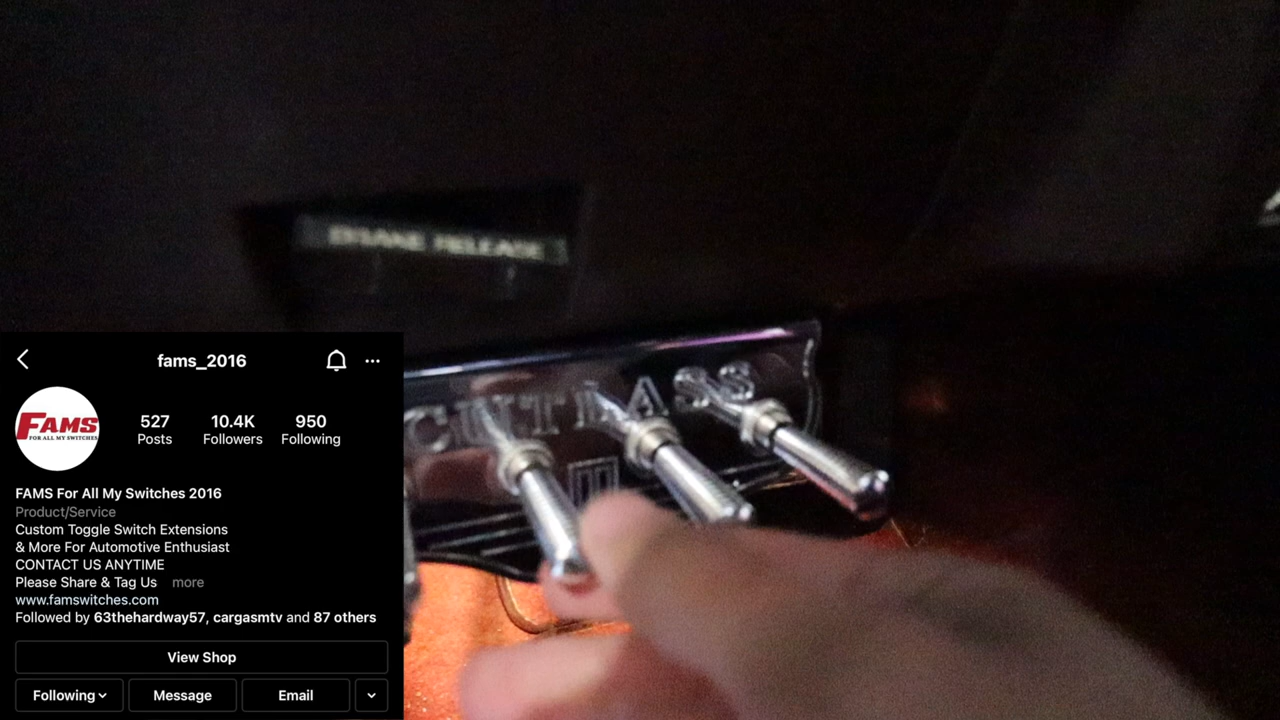 BRAKE RELEASE
CUTLASS
fams_2016
FAMS
FOR ALL MY SWITCHES
527
10.4K
950
Posts
Followers
Following
FAMS For All My Switches 2016
Product/Service
Custom Toggle Switch Extensions
& More For Automotive Enthusiast
CONTACT US ANYTIME
Please Share & Tag Us more
www.famswitches.com
Followed by 63thehardway57, cargasmtv and 87 others
View Shop
Following
Message
Email